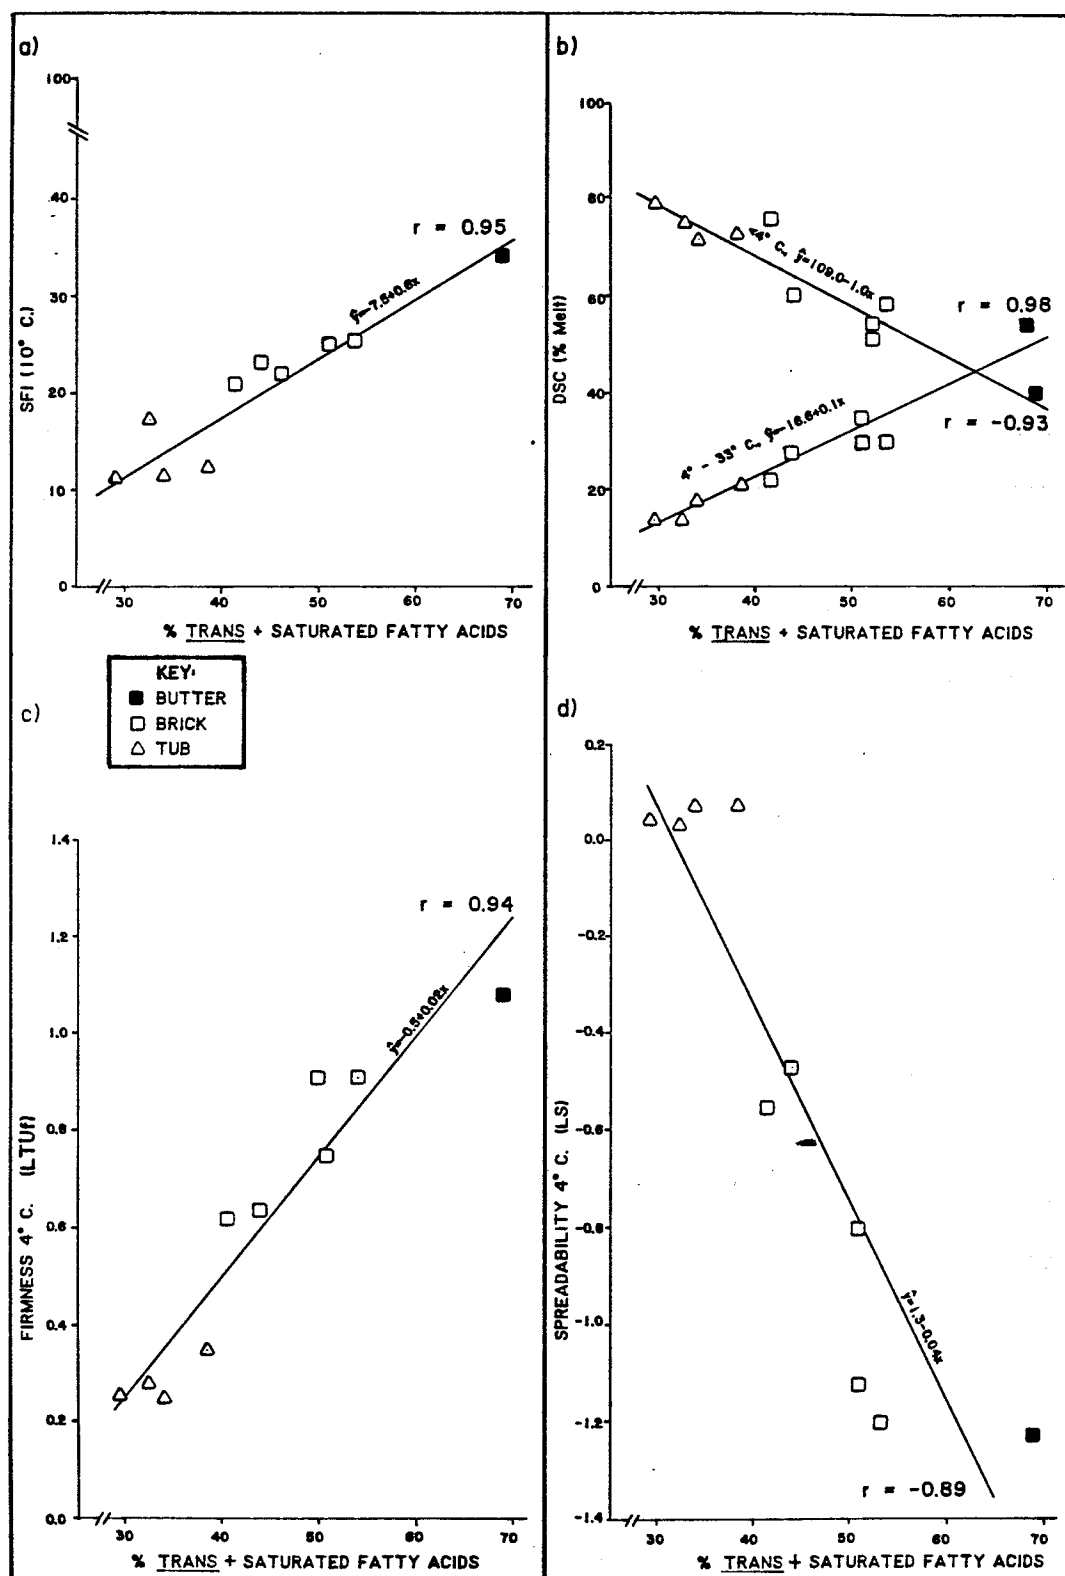 a)
SFI (10° C.)
100
40
30
20
10
0
r = 0.95
ŷ=-7.5+0.6x
30 40 50 60 70
% TRANS + SATURATED FATTY ACIDS
b)
DSC (% Melt)
100
80
60
40
20
0
<4° C., ŷ=109.0-1.0x
r = 0.98
r = -0.93
4° - 33° C., ŷ=-16.6+0.1x
30 40 50 60 70
% TRANS + SATURATED FATTY ACIDS
KEY:
BUTTER
BRICK
TUB
c)
FIRMNESS 4° C. (LTUf)
1.4
1.2
1.0
0.8
0.6
0.4
0.2
0.0
r = 0.94
ŷ=-0.5+0.02x
30 40 50 60 70
% TRANS + SATURATED FATTY ACIDS
d)
SPREADABILITY 4° C. (LS)
0.2
0.0
-0.2
-0.4
-0.6
-0.8
-1.0
-1.2
-1.4
ŷ=1.3-0.04x
r = -0.89
30 40 50 60 70
% TRANS + SATURATED FATTY ACIDS